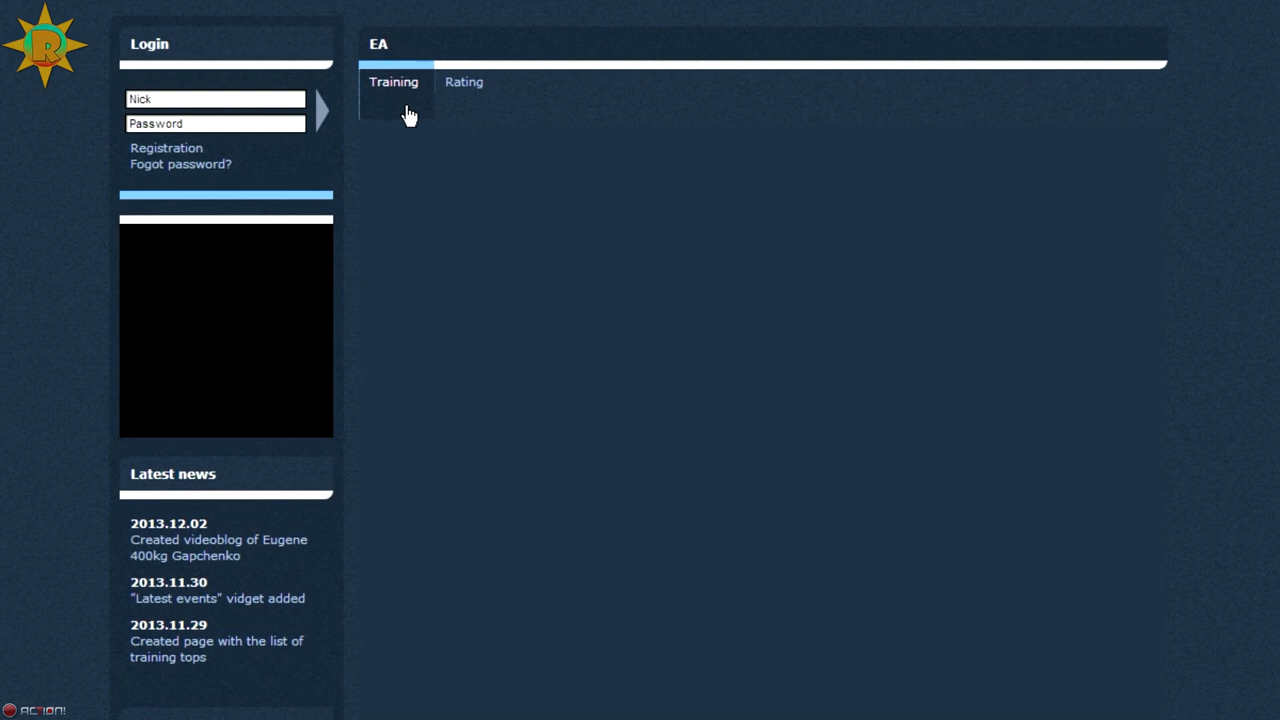 R
Login
Nick
Password
Registration
Fogot password?
Latest news
2013.12.02
Created videoblog of Eugene
400kg Gapchenko
2013.11.30
"Latest events" vidget added
2013.11.29
Created page with the list of
training tops
EA
Training Rating
ACTION!